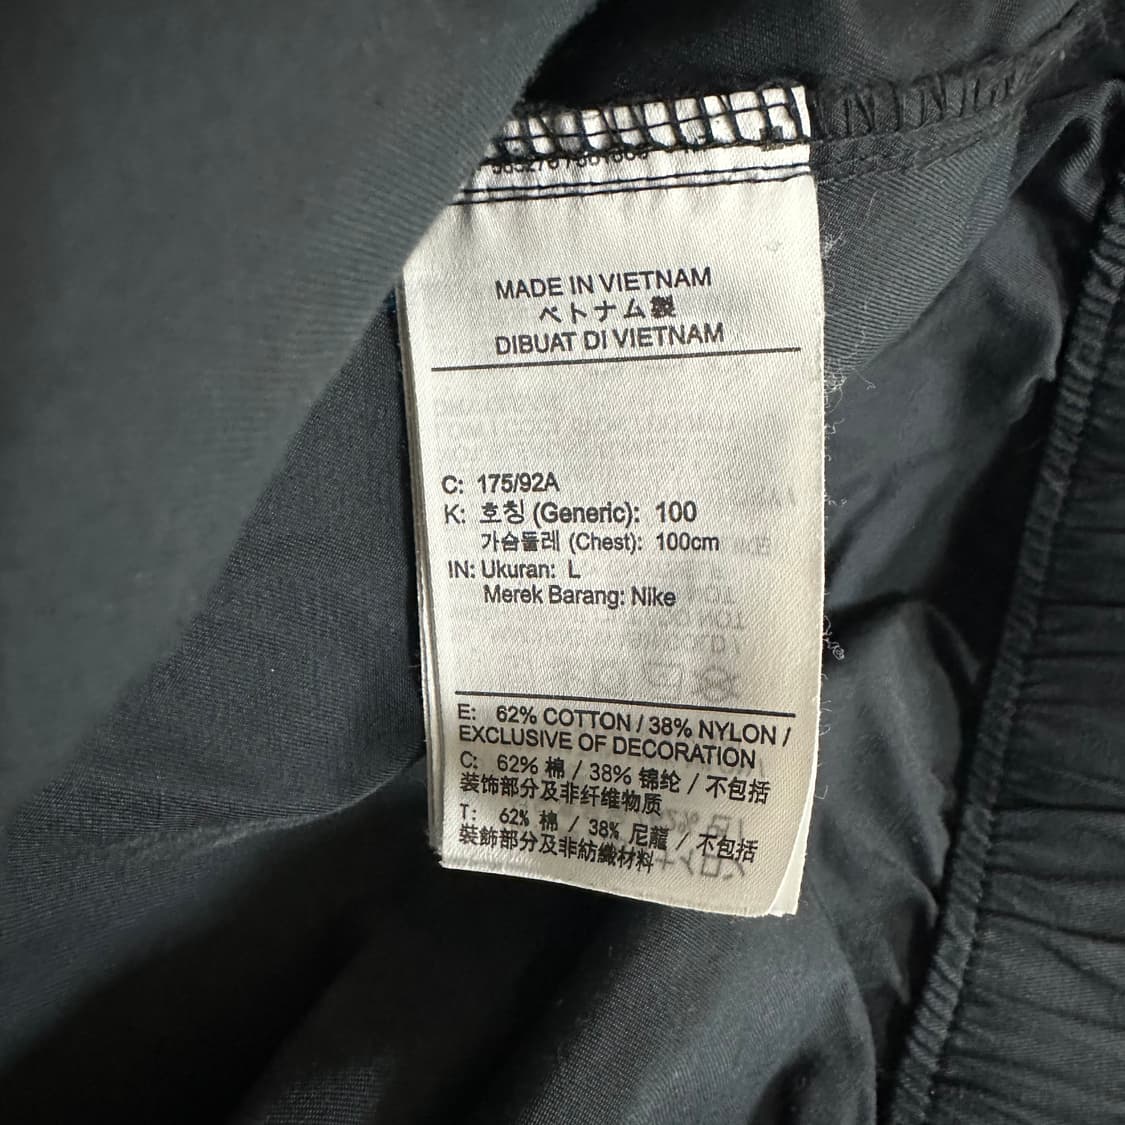 MADE IN VIETNAM
ベトナム製
DIBUAT DI VIETNAM
C: 175/92A
K: 호칭 (Generic): 100
가슴둘레 (Chest): 100cm
IN: Ukuran: L
Merek Barang: Nike
E: 62% COTTON / 38% NYLON /
EXCLUSIVE OF DECORATION
C: 62% 棉 / 38% 锦纶 / 不包括
装饰部分及非纤维物质
T: 62% 棉 / 38% 尼龍 / 不包括
裝飾部分及非紡織材料